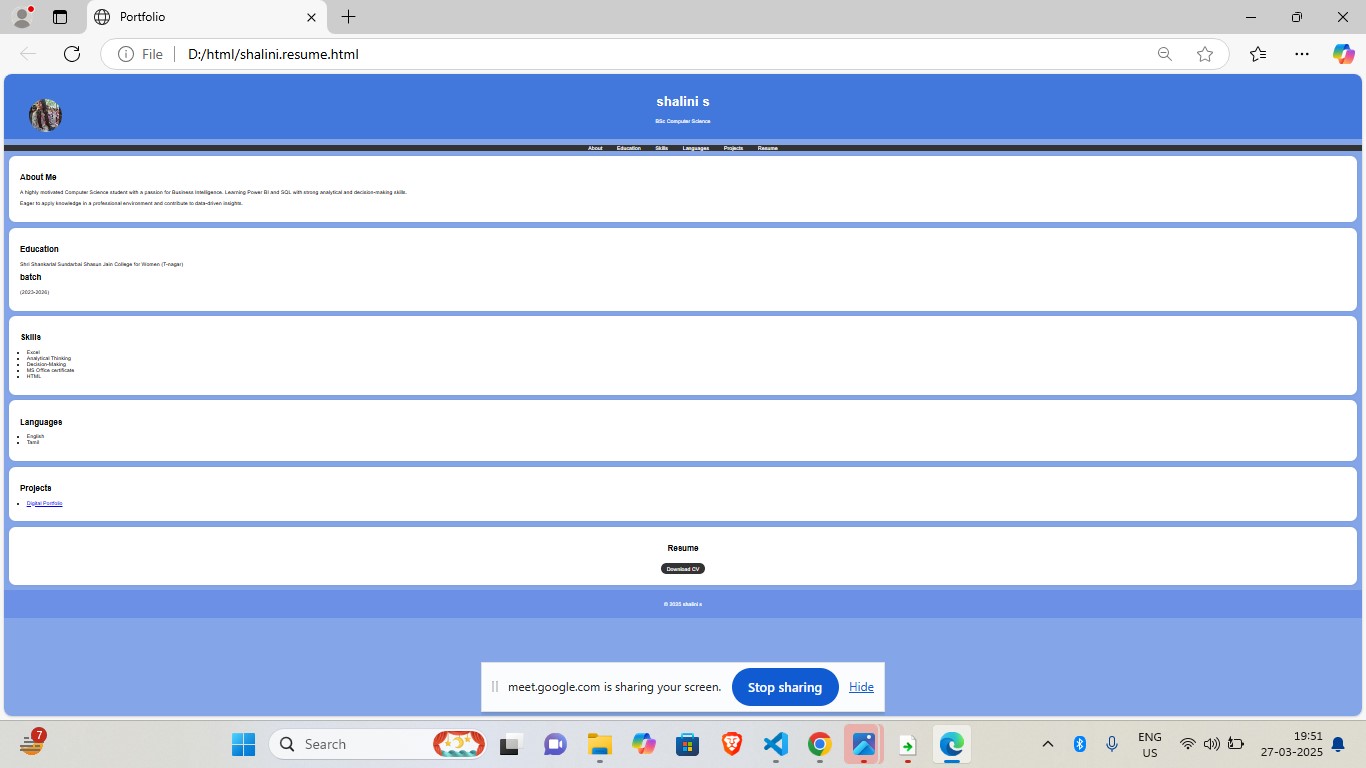 Portfolio
File
D:/html/shalini.resume.html
shalini s
BSc Computer Science
About Education Skills Languages Projects Resume
About Me
A highly motivated Computer Science student with a passion for Business Intelligence. Learning Power BI and SQL with strong analytical and decision-making skills.
Eager to apply knowledge in a professional environment and contribute to data-driven insights.
Education
Shri Shankarlal Sundarbai Shasun Jain College for Women (T-nagar)
batch
(2023-2026)
Skills
Excel
Analytical Thinking
Decision-Making
MS Office certificate
HTML
Languages
English
Tamil
Projects
Digital Portfolio
Resume
Download CV
© 2025 shalini s
meet.google.com is sharing your screen. Stop sharing Hide
7
Search
ENG
US
19:51
27-03-2025